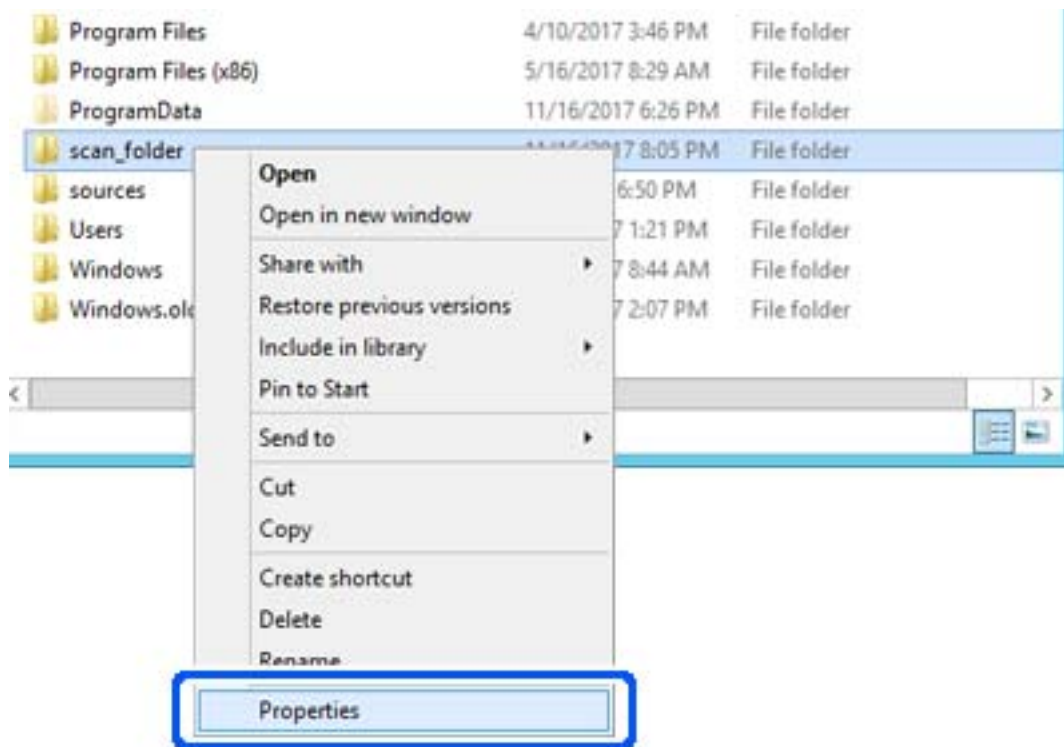 Program Files 4/10/2017 3:46 PM File folder
Program Files (x86) 5/16/2017 8:29 AM File folder
ProgramData 11/16/2017 6:26 PM File folder
scan_folder 7 8:05 PM File folder
sources 6:50 PM File folder
Users 7 1:21 PM File folder
Windows 7 8:44 AM File folder
Windows.old 7 2:07 PM File folder
Open
Open in new window
Share with
Restore previous versions
Include in library
Pin to Start
Send to
Cut
Copy
Create shortcut
Delete
Rename
Properties